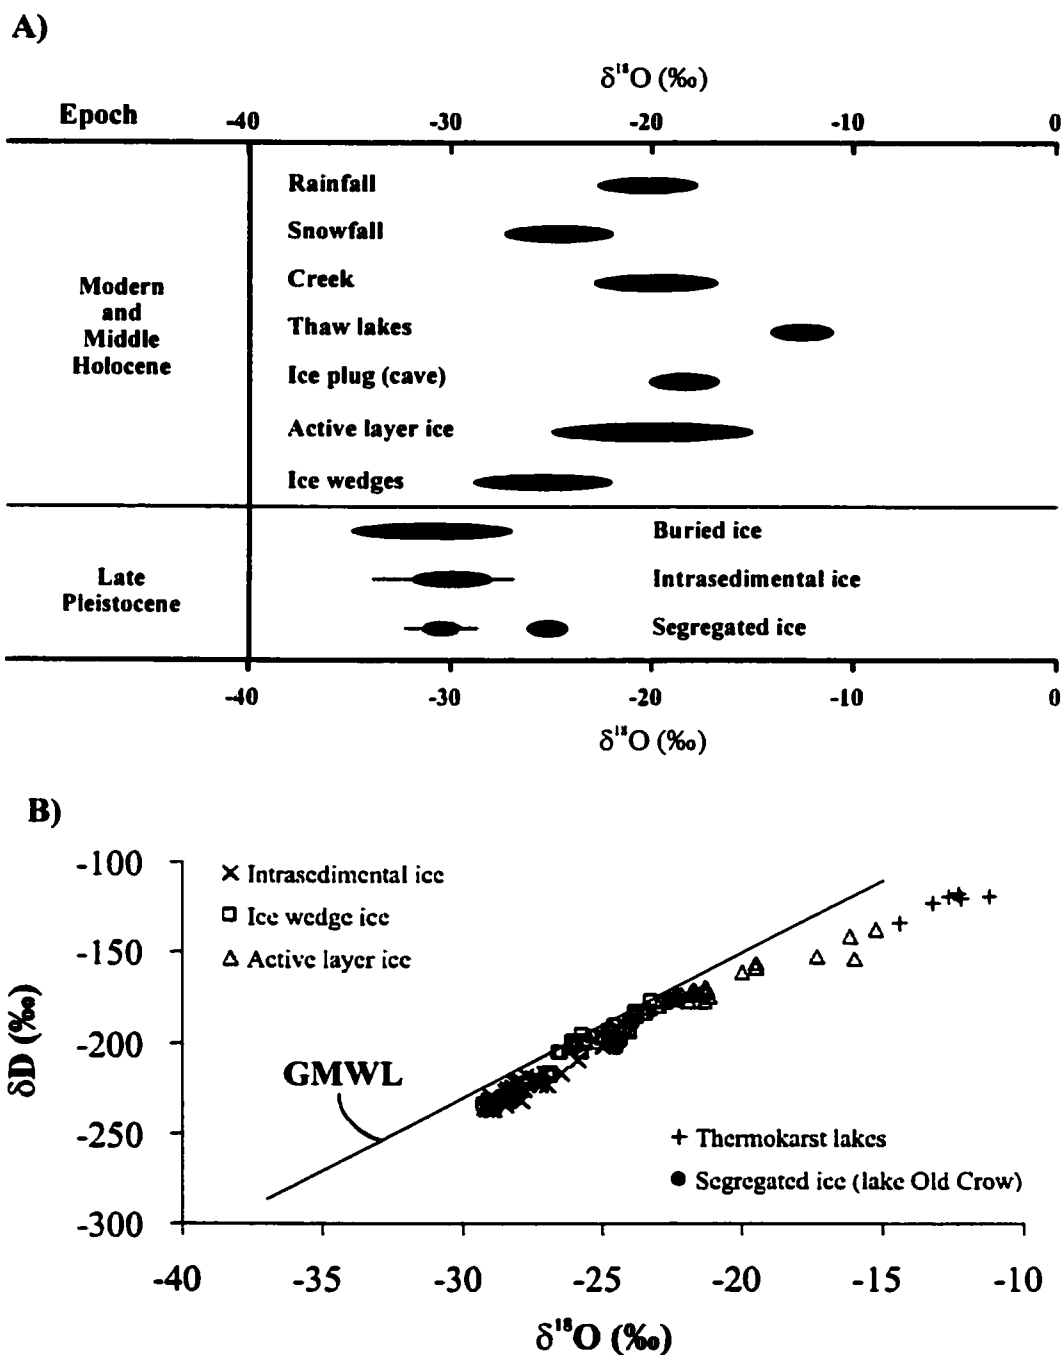 A)
δ¹⁸O (‰)
Epoch -40 -30 -20 -10 0
Rainfall
Snowfall
Creek
Modern
and
Middle
Holocene
Thaw lakes
Ice plug (cave)
Active layer ice
Ice wedges
Buried ice
Late
Pleistocene
Intrasedimental ice
Segregated ice
-40 -30 -20 -10 0
δ¹⁸O (‰)
B)
-100
-150
-200
-250
-300
δD (‰)
× Intrasedimental ice
□ Ice wedge ice
△ Active layer ice
GMWL
+ Thermokarst lakes
● Segregated ice (lake Old Crow)
-40 -35 -30 -25 -20 -15 -10
δ¹⁸O (‰)